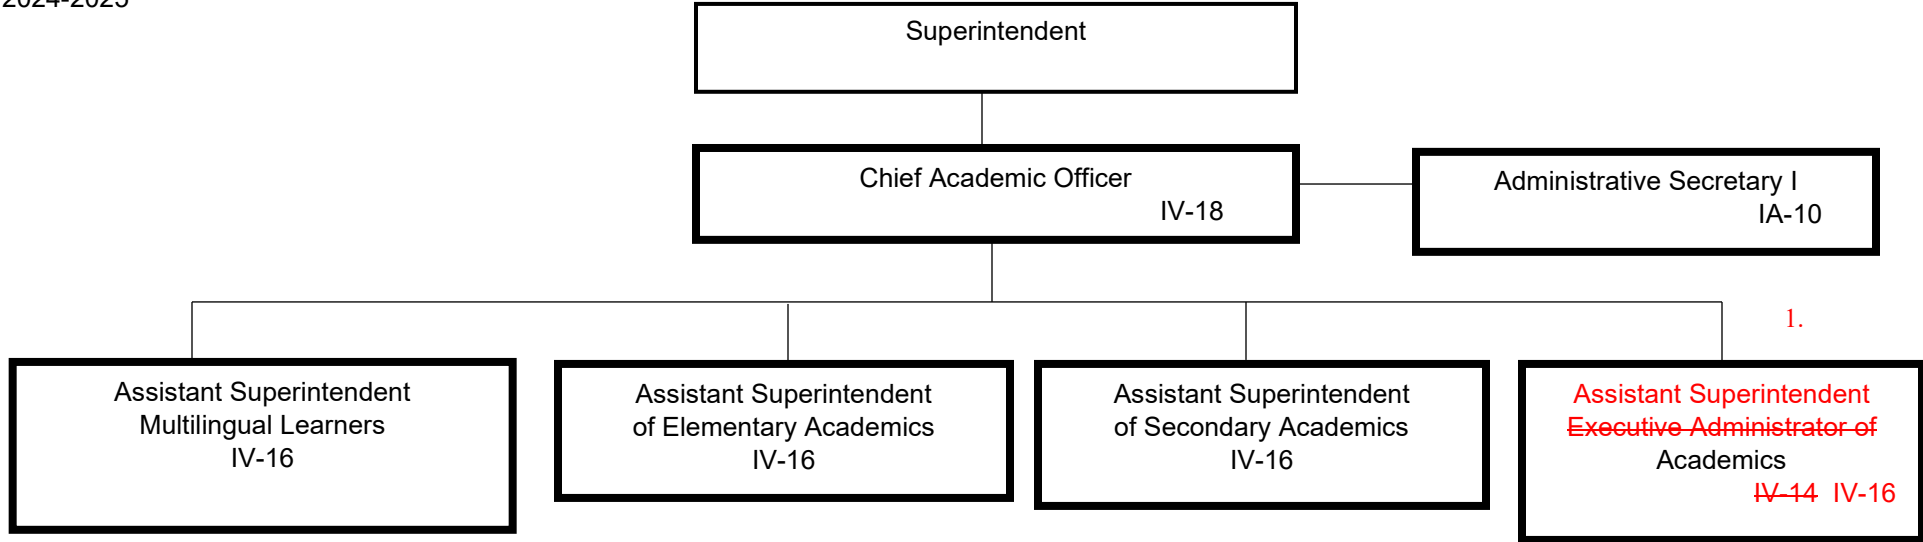 2024-2025
Superintendent
Chief Academic Officer
IV-18
Administrative Secretary I
IA-10
1.
Assistant Superintendent
Multilingual Learners
IV-16
Assistant Superintendent
of Elementary Academics
IV-16
Assistant Superintendent
of Secondary Academics
IV-16
Assistant Superintendent
Executive Administrator of
Academics
IV-14 IV-16